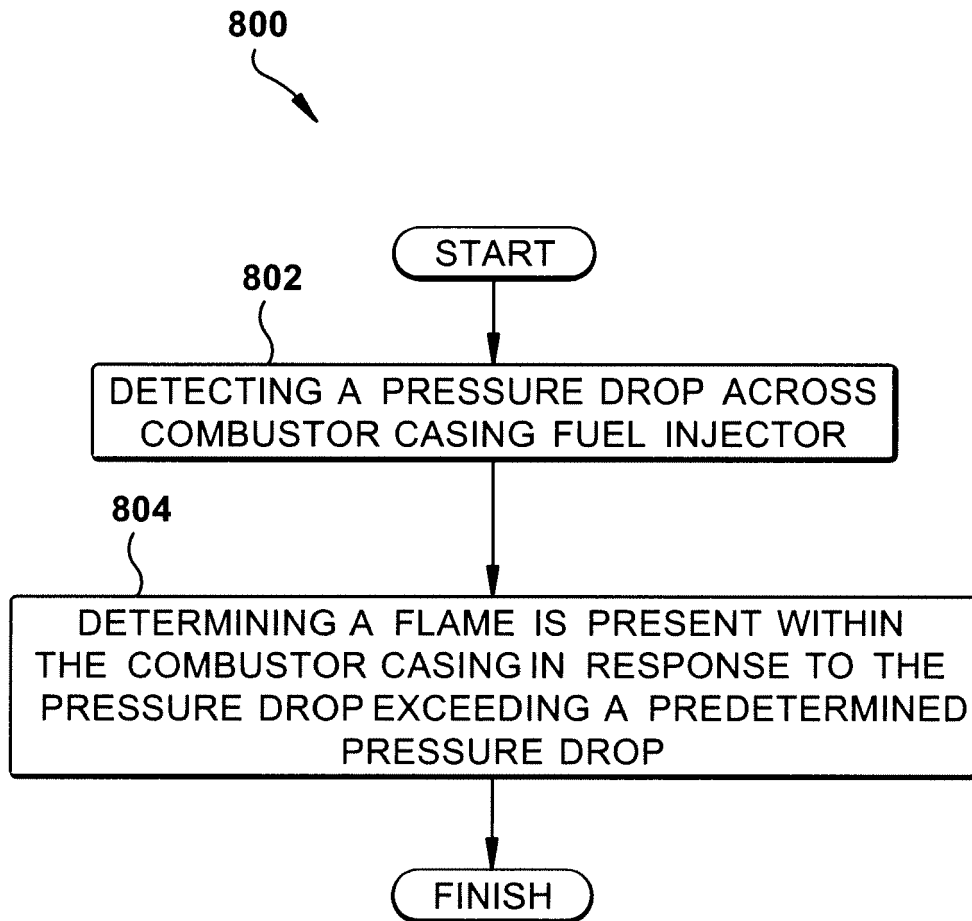 800
START
802
DETECTING A PRESSURE DROP ACROSS
COMBUSTOR CASING FUEL INJECTOR
804
DETERMINING A FLAME IS PRESENT WITHIN
THE COMBUSTOR CASING IN RESPONSE TO THE
PRESSURE DROP EXCEEDING A PREDETERMINED
PRESSURE DROP
FINISH